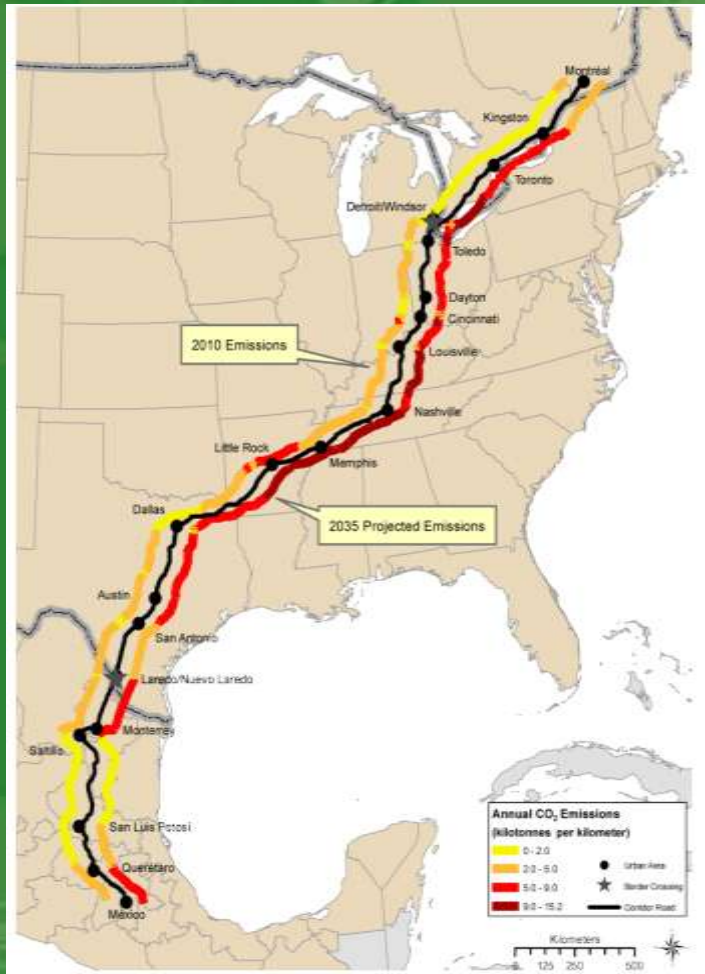 Montréal
Kingston
Toronto
Detroit/Windsor
Toledo
Dayton
Cincinnati
2010 Emissions
Louisville
Nashville
Little Rock
Memphis
Dallas
2035 Projected Emissions
Austin
San Antonio
Laredo/Nuevo Laredo
Monterrey
Saltillo
San Luis Potosí
Querétaro
México
Annual CO₂ Emissions
(kilotonnes per kilometer)
0 - 2.0
2.0 - 5.0
5.0 - 9.0
9.0 - 15.2
Urban Area
Border Crossing
Corridor Road
Kilometers
0 125 250 500